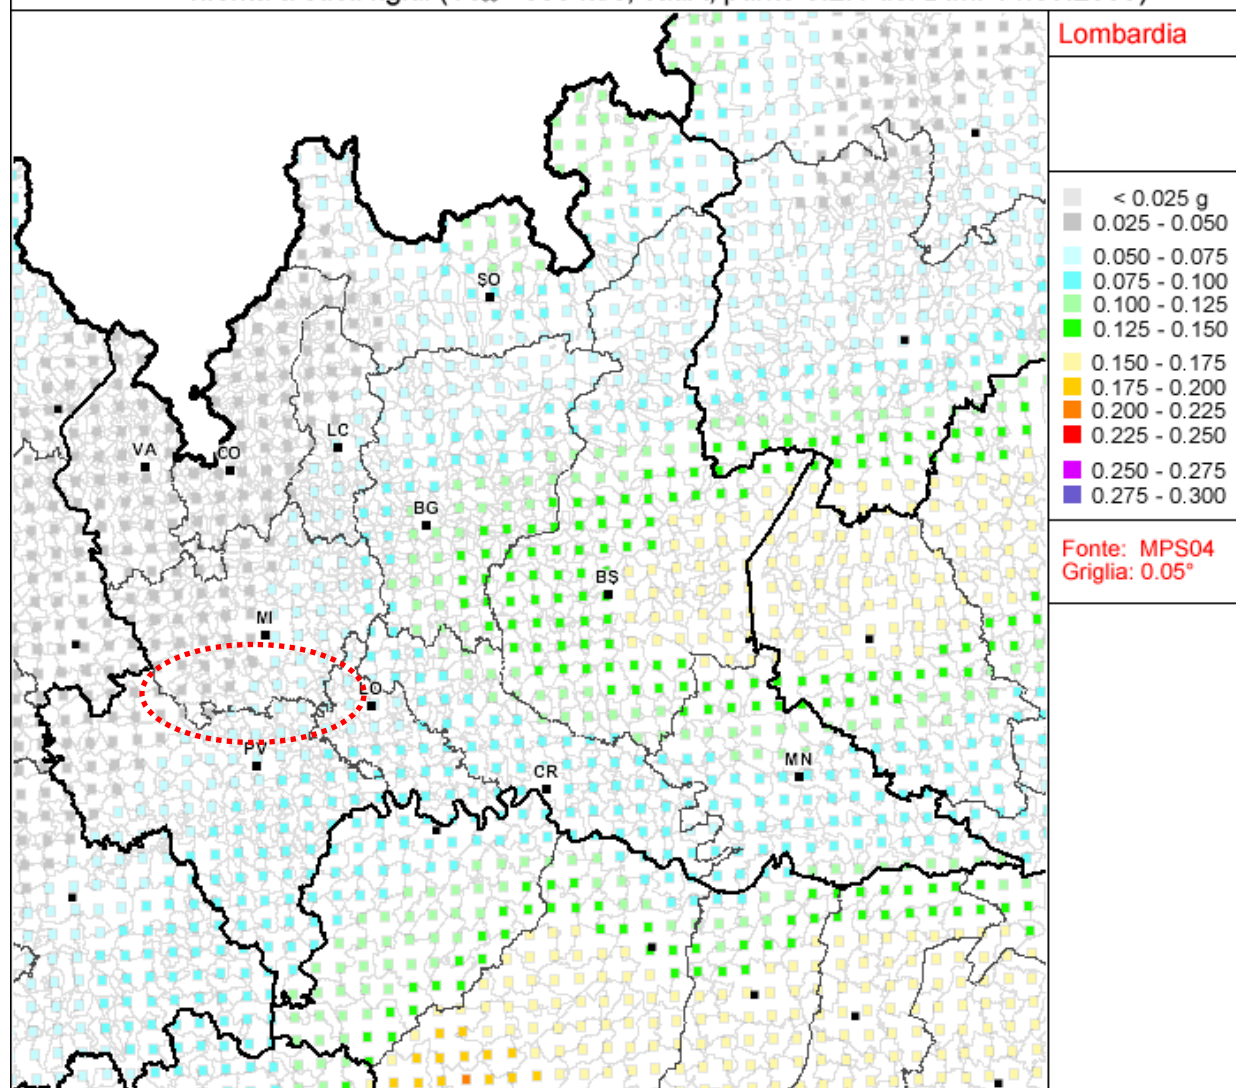 Lombardia
< 0.025 g
0.025 - 0.050
0.050 - 0.075
0.075 - 0.100
0.100 - 0.125
0.125 - 0.150
0.150 - 0.175
0.175 - 0.200
0.200 - 0.225
0.225 - 0.250
0.250 - 0.275
0.275 - 0.300
Fonte: MPS04
Griglia: 0.05°
SO
LC
VA
CO
BG
BS
MI
LO
PV
CR
MN